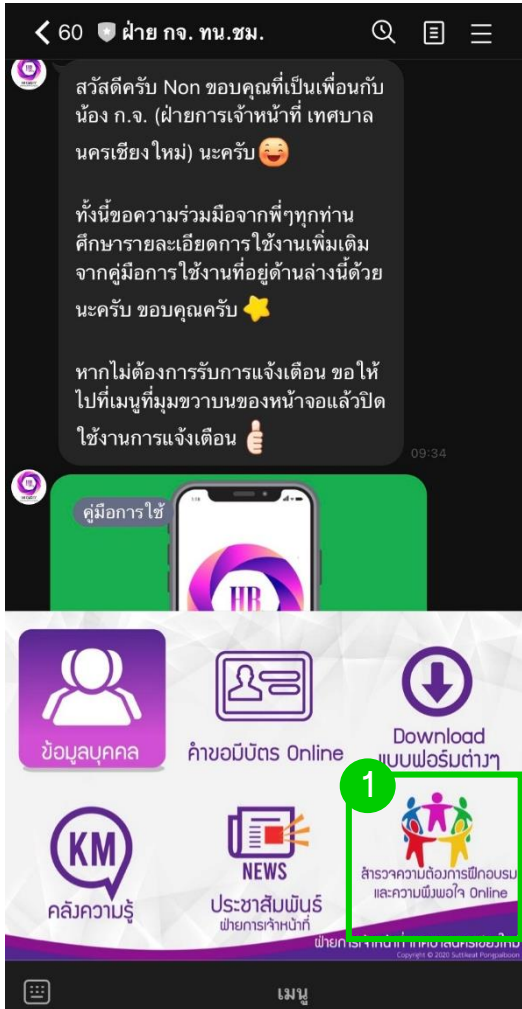 60 ฝ่าย กจ. ทน.ชม.
สวัสดีครับ Non ขอบคุณที่เป็นเพื่อนกับ
น้อง ก.จ. (ฝ่ายการเจ้าหน้าที่ เทศบาล
นครเชียงใหม่) นะครับ
ทั้งนี้ขอความร่วมมือจากพี่ๆทุกท่าน
ศึกษารายละเอียดการใช้งานเพิ่มเติม
จากคู่มือการใช้งานที่อยู่ด้านล่างนี้ด้วย
นะครับ ขอบคุณครับ
หากไม่ต้องการรับการแจ้งเตือน ขอให้
ไปที่เมนูที่มุมขวาบนของหน้าจอแล้วปิด
ใช้งานการแจ้งเตือน
09:34
คู่มือการใช้
HR
ข้อมูลบุคคล
คำขอมีบัตร Online
Download
แบบฟอร์มต่างๆ
1
KM
คลังความรู้
NEWS
ประชาสัมพันธ์
ฝ่ายการเจ้าหน้าที่
สำรวจความต้องการฝึกอบรม
และความพึงพอใจ Online
ฝ่ายการเจ้าหน้าที่ เทศบาลนครเชียงใหม่
Copyright © 2020 Suttikeat Pongpaiboon
เมนู